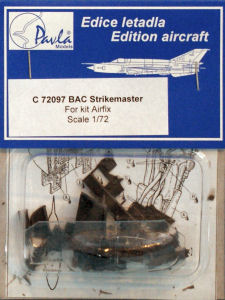 Pavla
Models
Edice letadla
Edition aircraft
C 72097 BAC Strikemaster
For kit Airfix
Scale 1/72